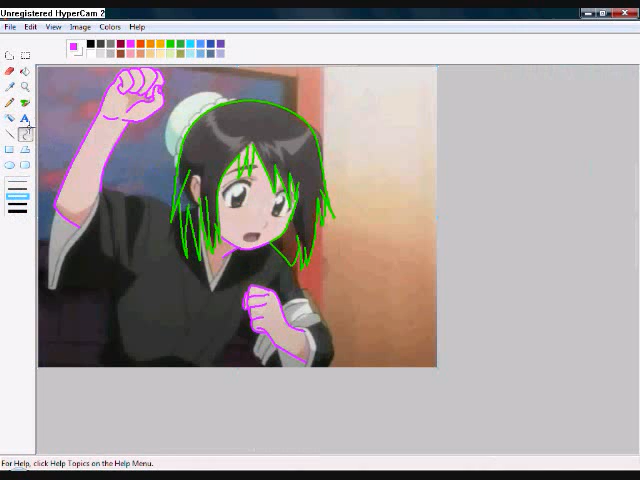 Unregistered HyperCam 2
File Edit View Image Colors Help
A
For Help, click Help Topics on the Help Menu.